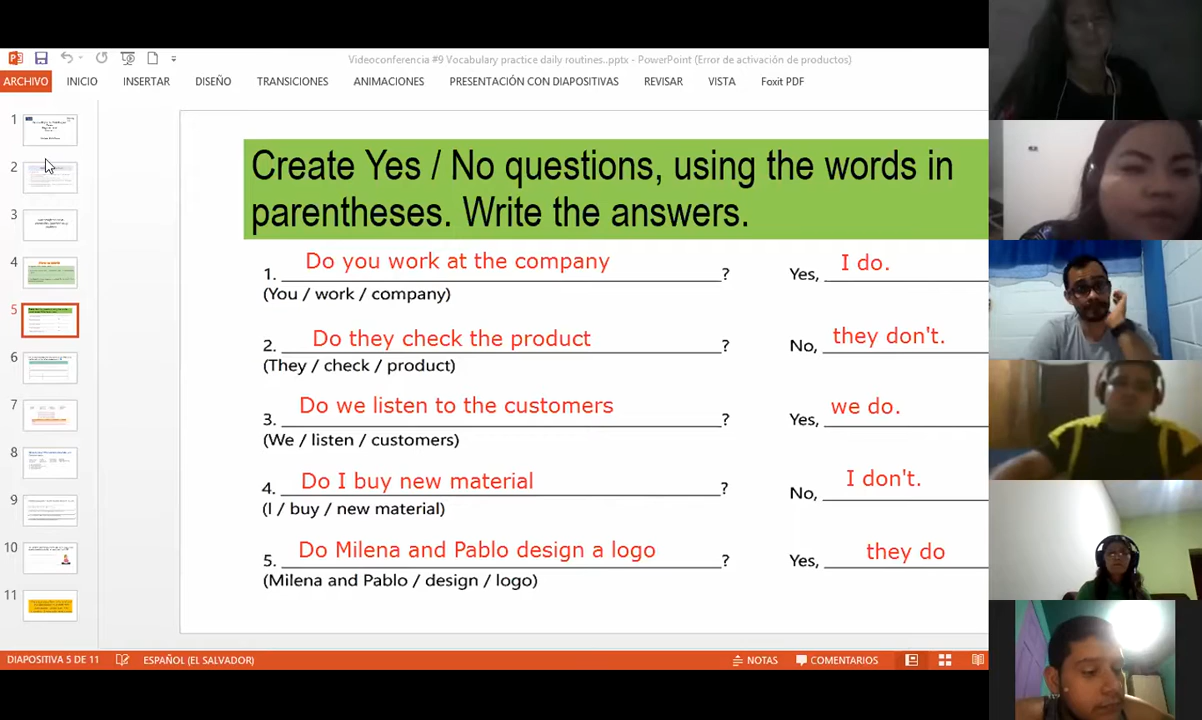 Videoconferencia #9 Vocabulary practice daily routines..pptx - PowerPoint (Error de activación de productos)
ARCHIVO INICIO INSERTAR DISEÑO TRANSICIONES ANIMACIONES PRESENTACIÓN CON DIAPOSITIVAS REVISAR VISTA Foxit PDF
1
2
3
4
5
6
7
8
9
10
11
Create Yes / No questions, using the words in
parentheses. Write the answers.
1. Do you work at the company ? Yes, I do.
(You / work / company)
2. Do they check the product ? No, they don't.
(They / check / product)
3. Do we listen to the customers ? Yes, we do.
(We / listen / customers)
4. Do I buy new material ? No, I don't.
(I / buy / new material)
5. Do Milena and Pablo design a logo ? Yes, they do
(Milena and Pablo / design / logo)
DIAPOSITIVA 5 DE 11 ESPAÑOL (EL SALVADOR) NOTAS COMENTARIOS